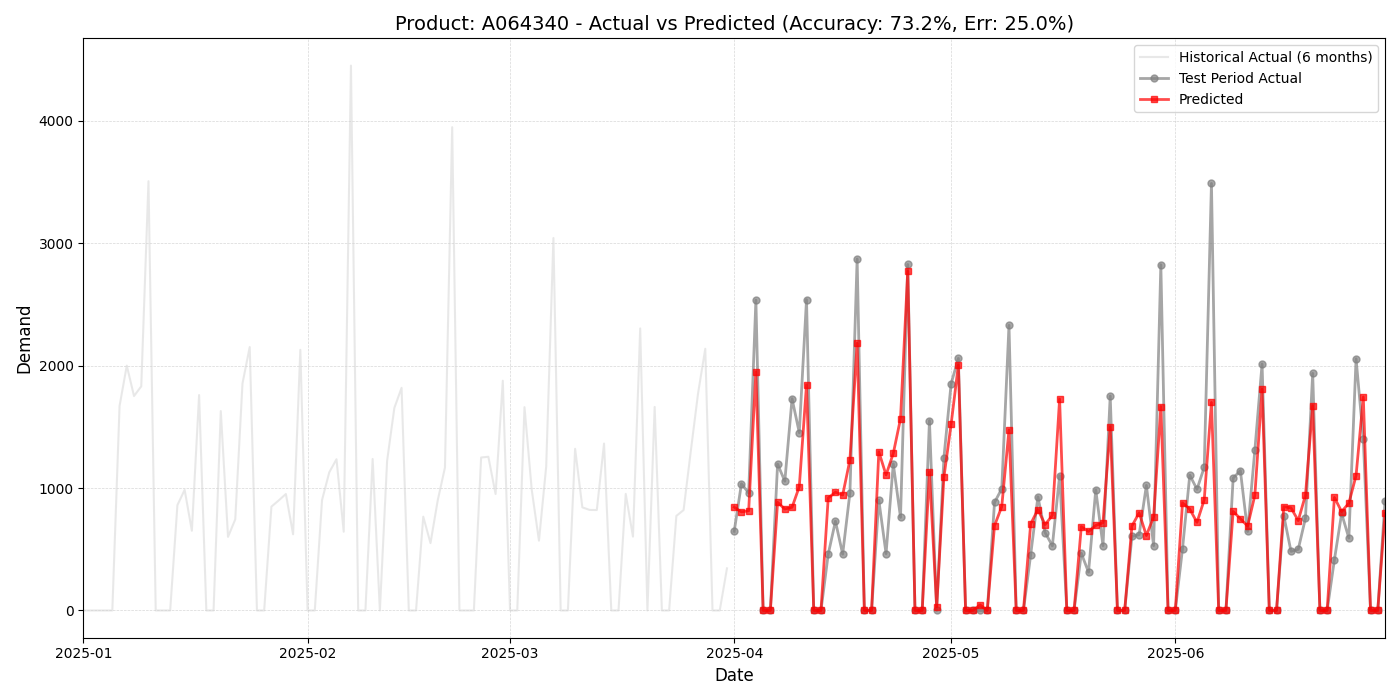 Product: A064340 - Actual vs Predicted (Accuracy: 73.2%, Err: 25.0%)
Historical Actual (6 months)
Test Period Actual
Predicted
Demand
4000
3000
2000
1000
0
2025-01
2025-02
2025-03
2025-04
2025-05
2025-06
Date